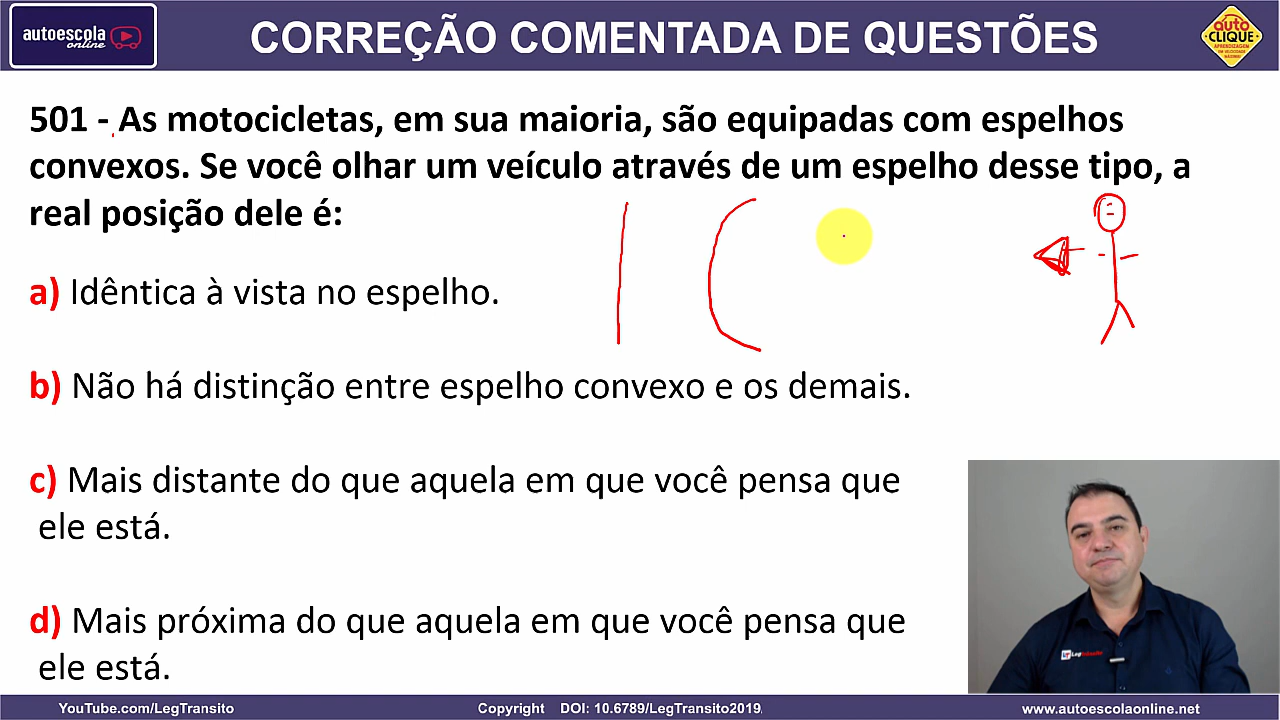 autoescola
online
CORREÇÃO COMENTADA DE QUESTÕES
auto
CLIQUE
APRENDIZAGEM
501 - As motocicletas, em sua maioria, são equipadas com espelhos
convexos. Se você olhar um veículo através de um espelho desse tipo, a
real posição dele é:
a) Idêntica à vista no espelho.
b) Não há distinção entre espelho convexo e os demais.
c) Mais distante do que aquela em que você pensa que
ele está.
d) Mais próxima do que aquela em que você pensa que
ele está.
YouTube.com/LegTransito
Copyright DOI: 10.6789/LegTransito2019
www.autoescolaonline.net